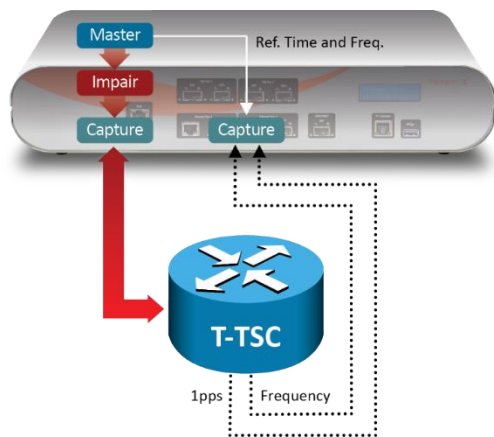 Master
Ref. Time and Freq.
Impair
Capture
Capture
T-TSC
1pps
Frequency